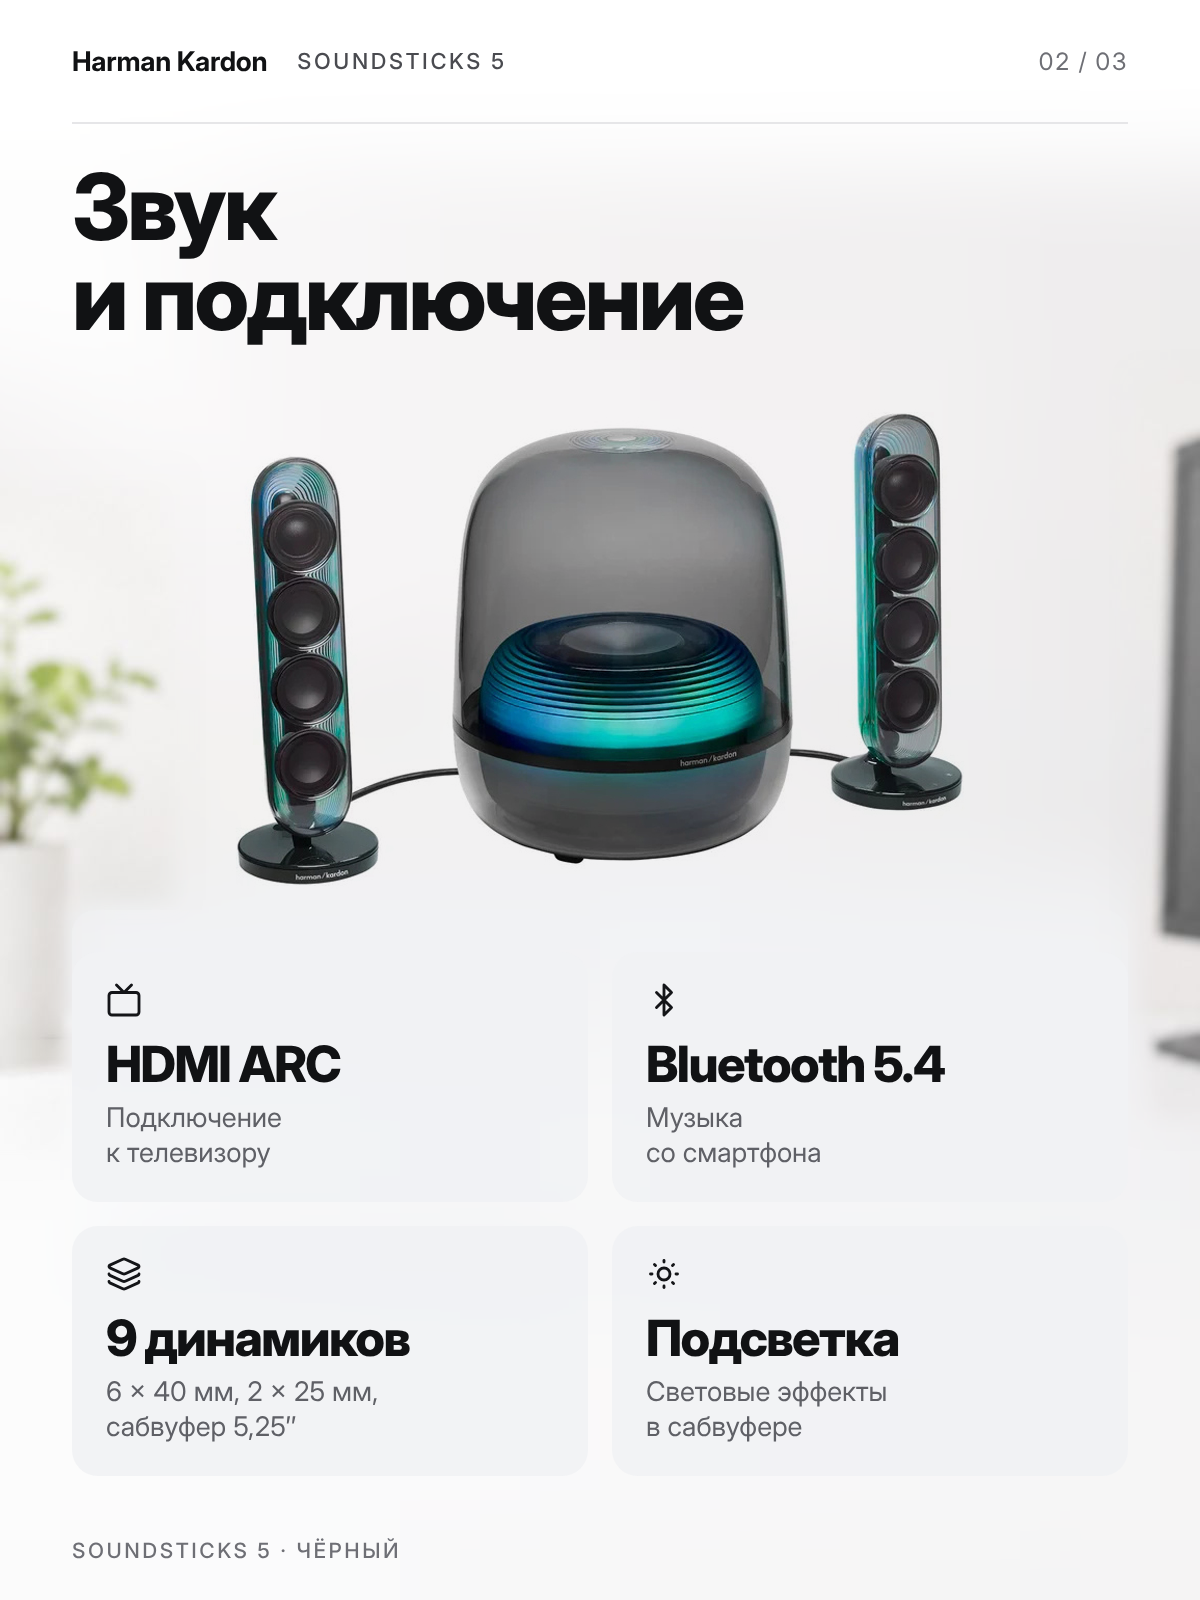 Harman Kardon SOUNDSTICKS 5 02 / 03
Звук
и подключение
harman/kardon
harman/kardon
harman/kardon
HDMI ARC
Подключение
к телевизору
Bluetooth 5.4
Музыка
со смартфона
9 динамиков
6 × 40 мм, 2 × 25 мм,
сабвуфер 5,25″
Подсветка
Световые эффекты
в сабвуфере
SOUNDSTICKS 5 · ЧЁРНЫЙ